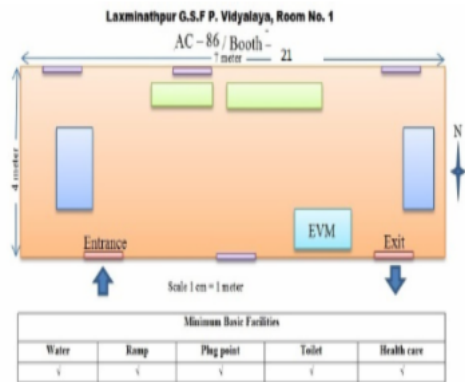 Laxminathpur G.S.F P. Vidyalaya, Room No. 1
AC – 86 / Booth - 21
7 meter
4 meter
N
EVM
Entrance
Exit
Scale 1 cm = 1 meter
Minimum Basic Facilities
Water Ramp Plug point Toilet Health care
√ √ √ √ √